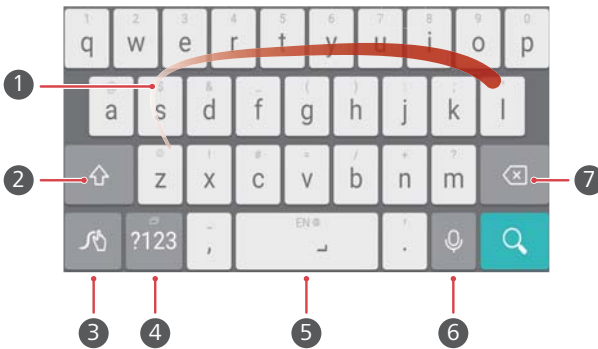 1 2 3 4 5 6 7 8 9 0
q w e r t y u i o p
1 @ $ & _ ( ) : ;
a s d f g h j k l
2 ! # = / + ? 7
z x c v b n m
EN
?123 , .
3 4 5 6